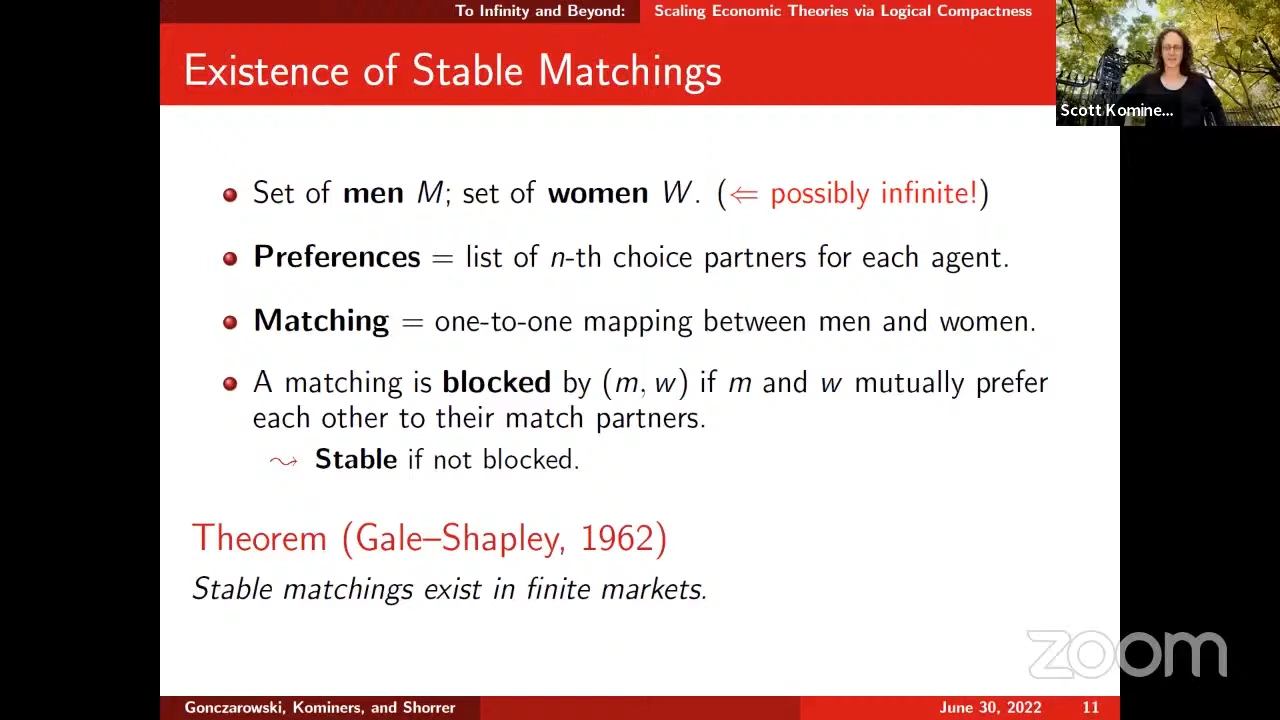 To Infinity and Beyond: Scaling Economic Theories via Logical Compactness
Existence of Stable Matchings
Scott Komine...
Set of men M; set of women W. (⇐ possibly infinite!)
Preferences = list of n-th choice partners for each agent.
Matching = one-to-one mapping between men and women.
A matching is blocked by (m, w) if m and w mutually prefer
each other to their match partners.
⇝ Stable if not blocked.
Theorem (Gale–Shapley, 1962)
Stable matchings exist in finite markets.
zoom
Gonczarowski, Kominers, and Shorrer June 30, 2022 11